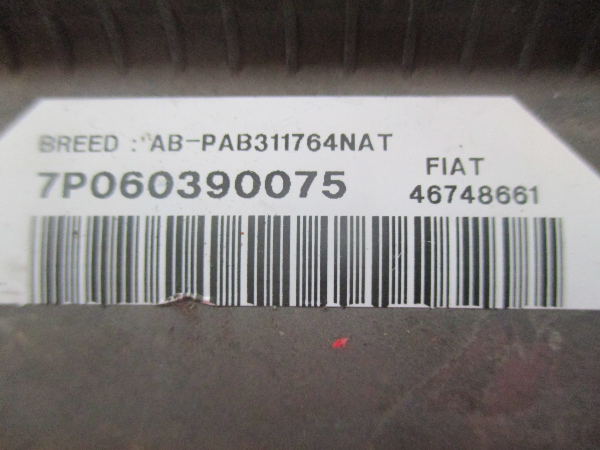 BREED : AB-PAB311764NAT
7P060390075
FIAT
46748661